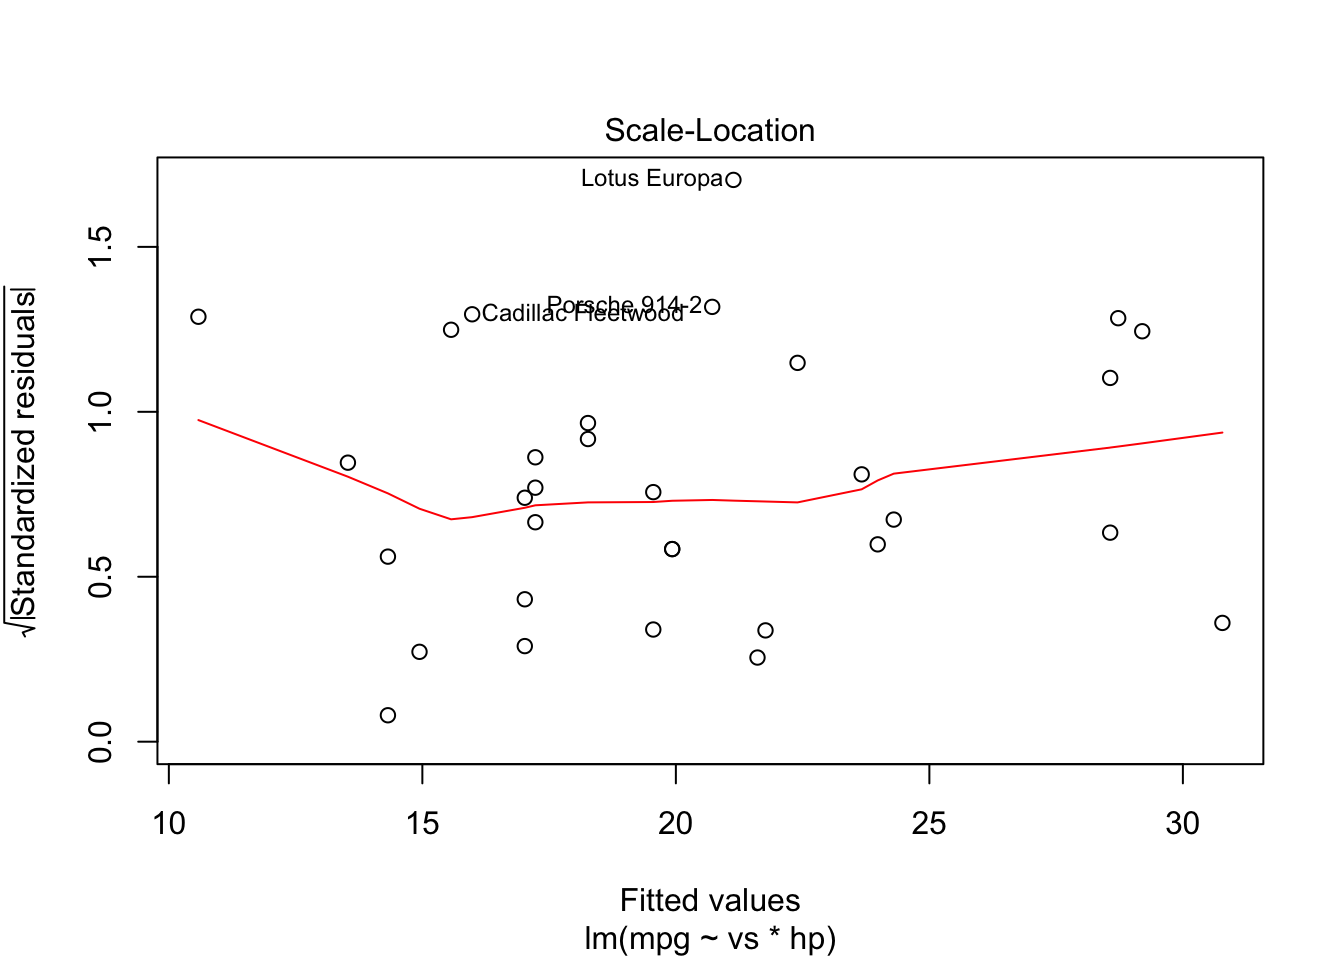 Scale-Location
Lotus Europa
Porsche 914-2
Cadillac Fleetwood
√|Standardized residuals|
1.5
1.0
0.5
0.0
10 15 20 25 30
Fitted values
lm(mpg ~ vs * hp)